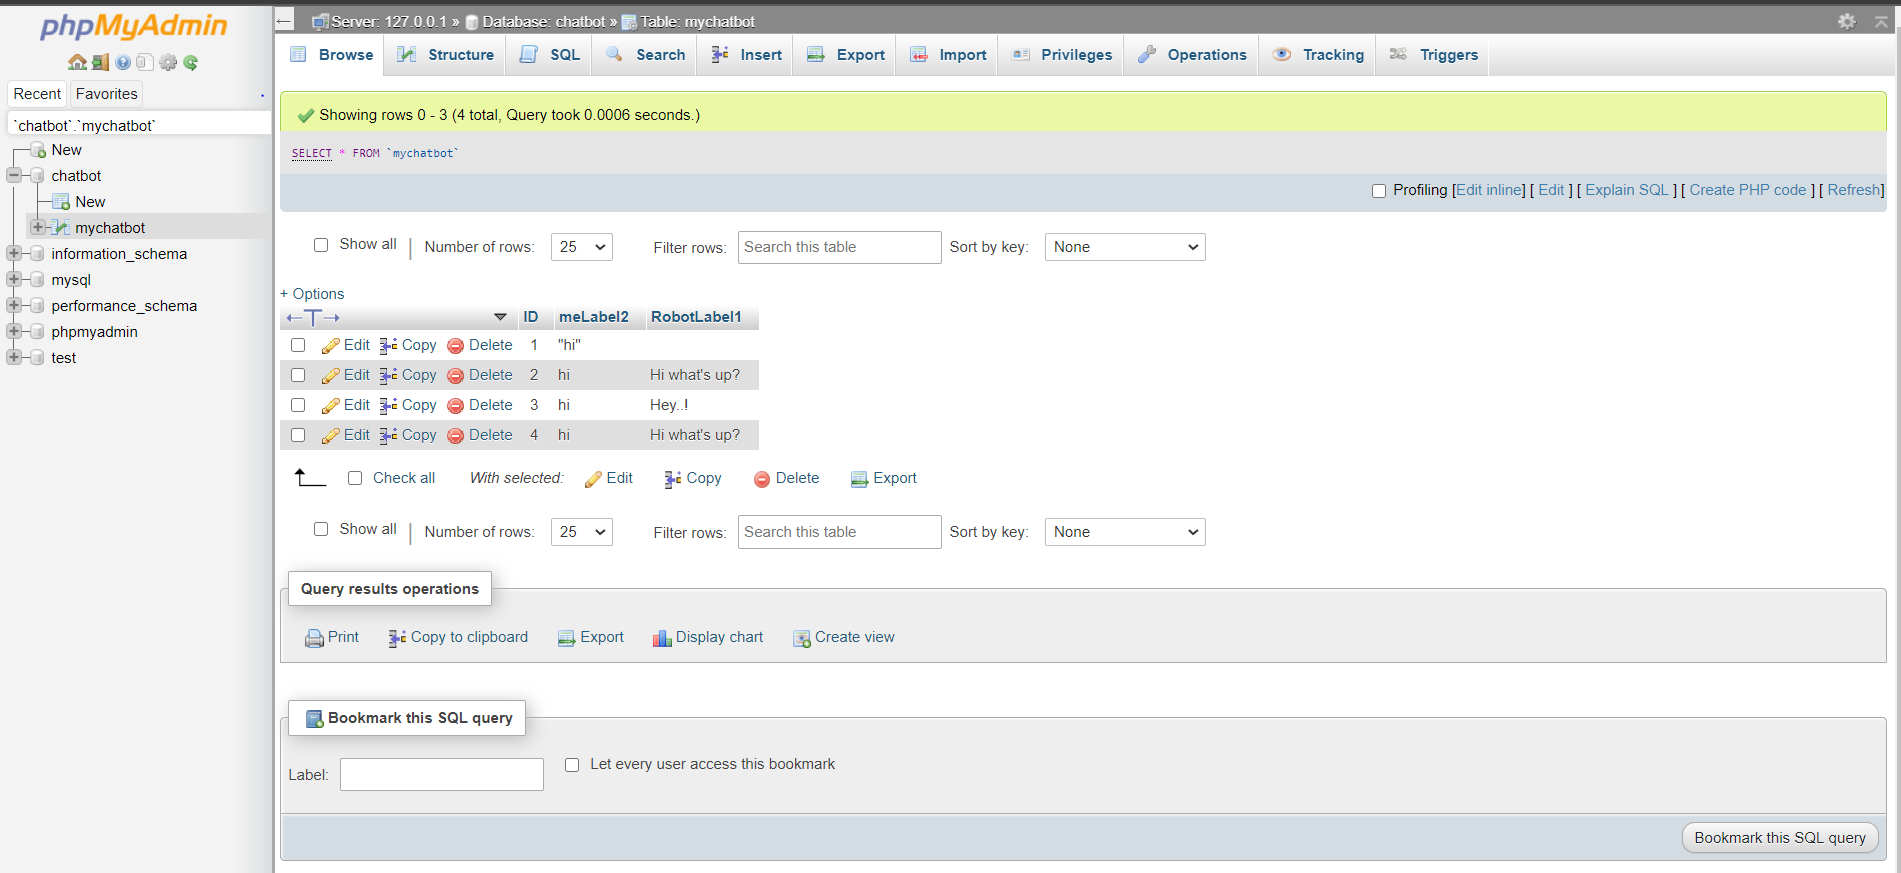 phpMyAdmin
Recent Favorites
`chatbot`.`mychatbot`
New
chatbot
New
mychatbot
information_schema
mysql
performance_schema
phpmyadmin
test
Server: 127.0.0.1 » Database: chatbot » Table: mychatbot
Browse Structure SQL Search Insert Export Import Privileges Operations Tracking Triggers
Showing rows 0 - 3 (4 total, Query took 0.0006 seconds.)
SELECT * FROM `mychatbot`
Profiling [Edit inline] [ Edit ] [ Explain SQL ] [ Create PHP code ] [ Refresh]
Show all | Number of rows: 25 Filter rows: Search this table Sort by key: None
+ Options
←T→ ID meLabel2 RobotLabel1
Edit Copy Delete 1 "hi"
Edit Copy Delete 2 hi Hi what's up?
Edit Copy Delete 3 hi Hey..!
Edit Copy Delete 4 hi Hi what's up?
Check all With selected: Edit Copy Delete Export
Show all | Number of rows: 25 Filter rows: Search this table Sort by key: None
Query results operations
Print Copy to clipboard Export Display chart Create view
Bookmark this SQL query
Label: Let every user access this bookmark
Bookmark this SQL query